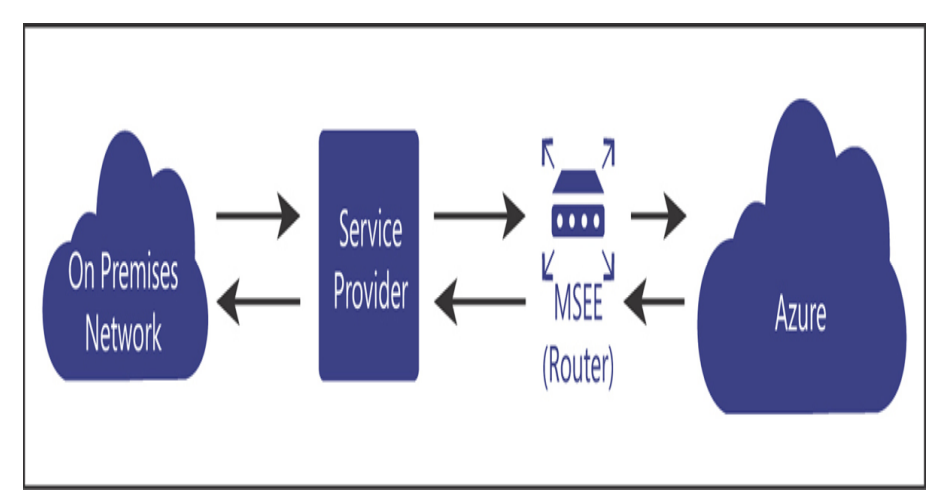 On Premises
Network
Service
Provider
MSEE
(Router)
Azure